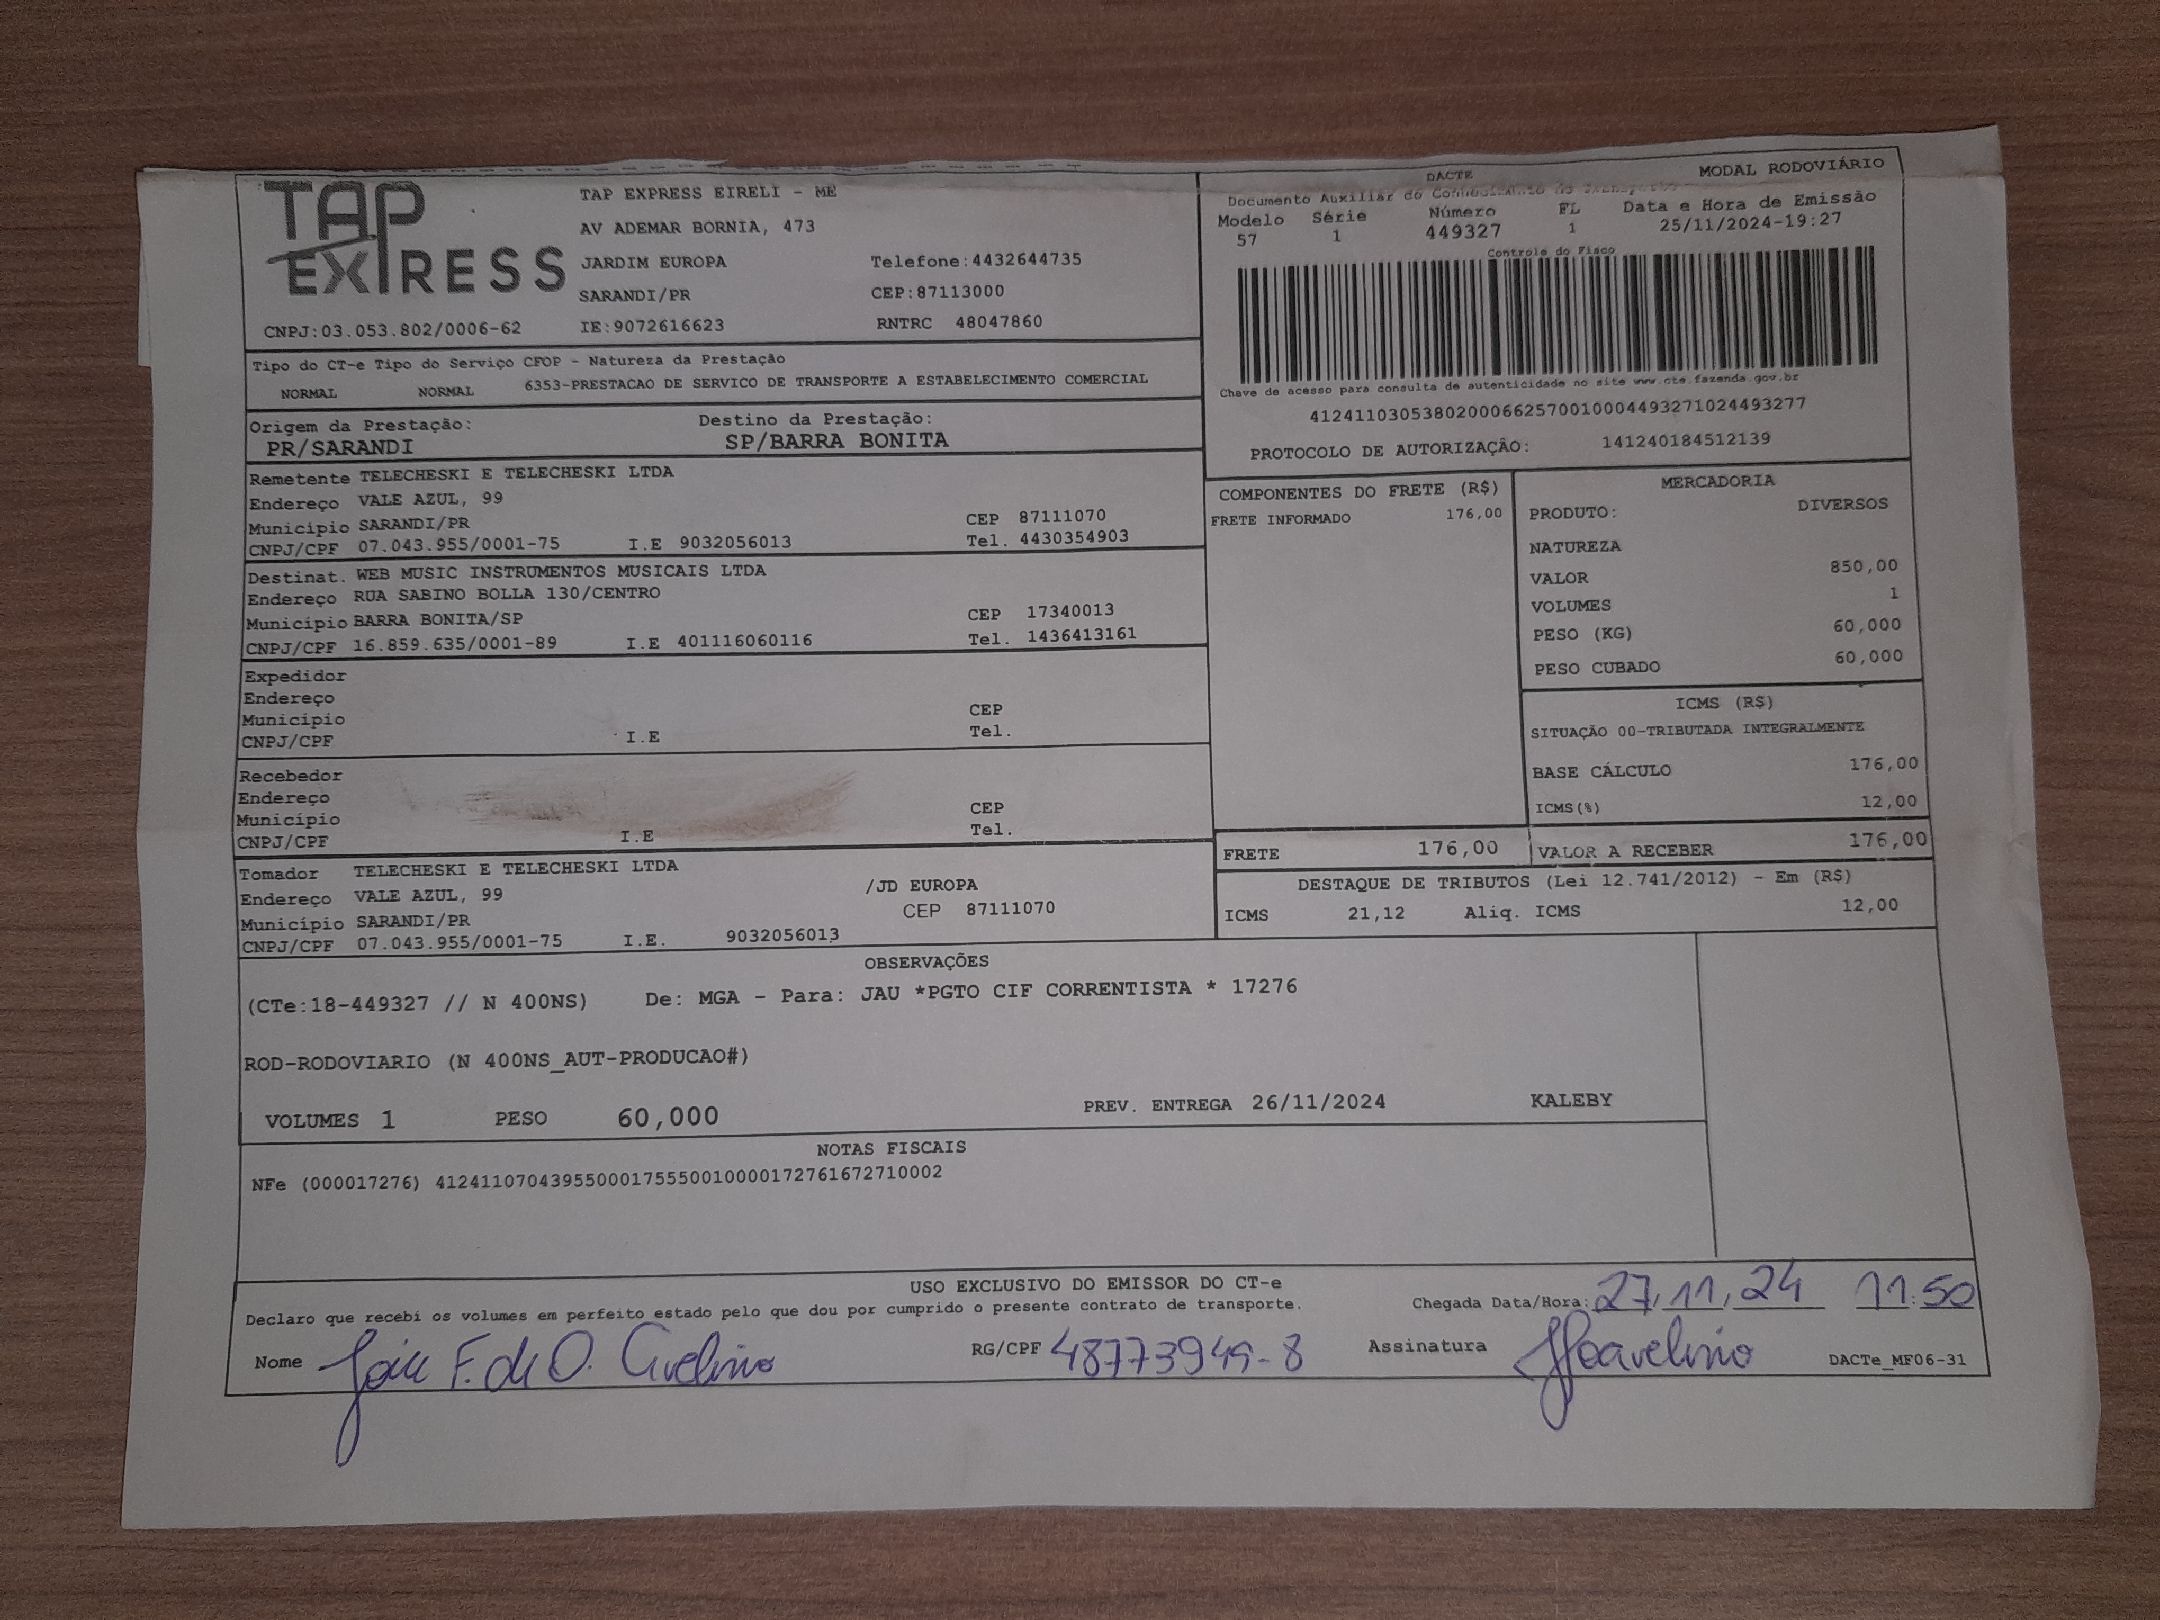 TAP
EXPRESS
TAP EXPRESS EIRELI - ME
AV ADEMAR BORNIA, 473
JARDIM EUROPA Telefone:4432644735
SARANDI/PR CEP:87113000
CNPJ:03.053.802/0006-62 IE:9072616623 RNTRC 48047860
DACTE MODAL RODOVIÁRIO
Documento Auxiliar do Conhecimento de Transporte
Modelo Série Número FL Data e Hora de Emissão
57 1 449327 1 25/11/2024-19:27
Controle do Fisco
Chave de acesso para consulta de autenticidade no site www.cte.fazenda.gov.br
41241103053802000662570010004493271024493277
PROTOCOLO DE AUTORIZAÇÃO: 141240184512139
Tipo do CT-e Tipo do Serviço CFOP - Natureza da Prestação
NORMAL NORMAL 6353-PRESTACAO DE SERVICO DE TRANSPORTE A ESTABELECIMENTO COMERCIAL
Origem da Prestação: Destino da Prestação:
PR/SARANDI SP/BARRA BONITA
Remetente TELECHESKI E TELECHESKI LTDA
Endereço VALE AZUL, 99
Município SARANDI/PR CEP 87111070
CNPJ/CPF 07.043.955/0001-75 I.E 9032056013 Tel. 4430354903
Destinat. WEB MUSIC INSTRUMENTOS MUSICAIS LTDA
Endereço RUA SABINO BOLLA 130/CENTRO
Município BARRA BONITA/SP CEP 17340013
CNPJ/CPF 16.859.635/0001-89 I.E 401116060116 Tel. 1436413161
Expedidor
Endereço
Município CEP
CNPJ/CPF I.E Tel.
Recebedor
Endereço
Município CEP
CNPJ/CPF I.E Tel.
Tomador TELECHESKI E TELECHESKI LTDA
Endereço VALE AZUL, 99 /JD EUROPA
Município SARANDI/PR CEP 87111070
CNPJ/CPF 07.043.955/0001-75 I.E. 9032056013
COMPONENTES DO FRETE (R$)
FRETE INFORMADO 176,00
MERCADORIA
PRODUTO: DIVERSOS
NATUREZA
VALOR 850,00
VOLUMES 1
PESO (KG) 60,000
PESO CUBADO 60,000
ICMS (R$)
SITUAÇÃO 00-TRIBUTADA INTEGRALMENTE
BASE CÁLCULO 176,00
ICMS(%) 12,00
FRETE 176,00 VALOR A RECEBER 176,00
DESTAQUE DE TRIBUTOS (Lei 12.741/2012) - Em (R$)
ICMS 21,12 Aliq. ICMS 12,00
OBSERVAÇÕES
(CTe:18-449327 // N 400NS) De: MGA - Para: JAU *PGTO CIF CORRENTISTA * 17276
ROD-RODOVIARIO (N 400NS_AUT-PRODUCAO#)
VOLUMES 1 PESO 60,000 PREV. ENTREGA 26/11/2024 KALEBY
NOTAS FISCAIS
NFe (000017276) 41241107043955000175550010000172761672710002
USO EXCLUSIVO DO EMISSOR DO CT-e
Declaro que recebi os volumes em perfeito estado pelo que dou por cumprido o presente contrato de transporte. Chegada Data/Hora: 27,11,24 11:50
Nome F. de O. Avelino RG/CPF 48773949-8 Assinatura DACTe_MF06-31